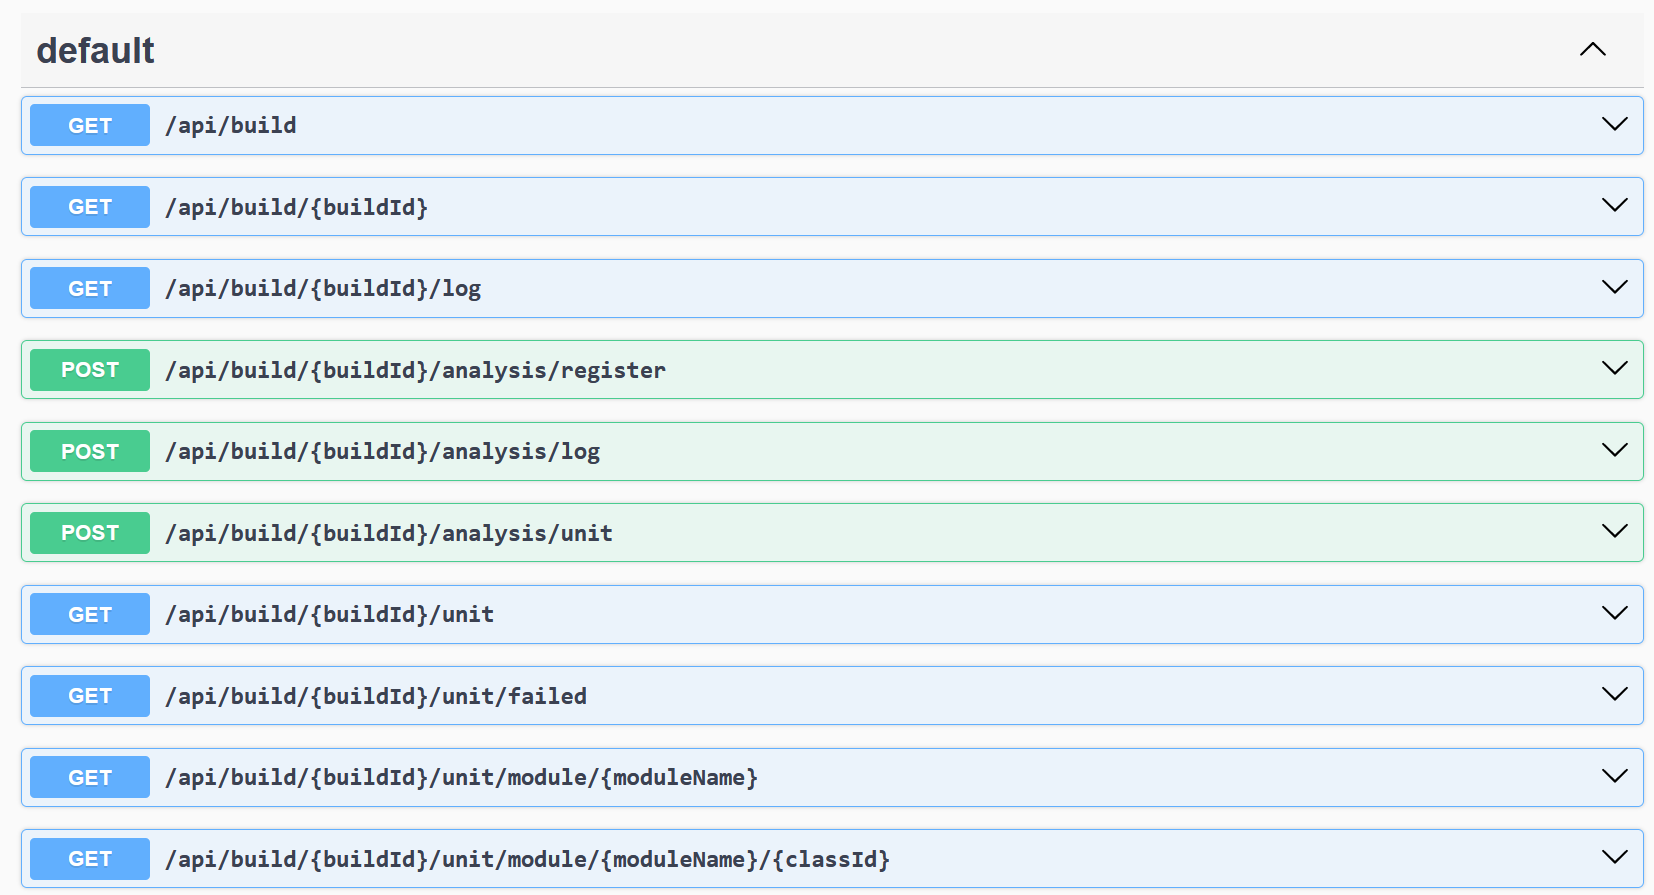 default
GET /api/build
GET /api/build/{buildId}
GET /api/build/{buildId}/log
POST /api/build/{buildId}/analysis/register
POST /api/build/{buildId}/analysis/log
POST /api/build/{buildId}/analysis/unit
GET /api/build/{buildId}/unit
GET /api/build/{buildId}/unit/failed
GET /api/build/{buildId}/unit/module/{moduleName}
GET /api/build/{buildId}/unit/module/{moduleName}/{classId}